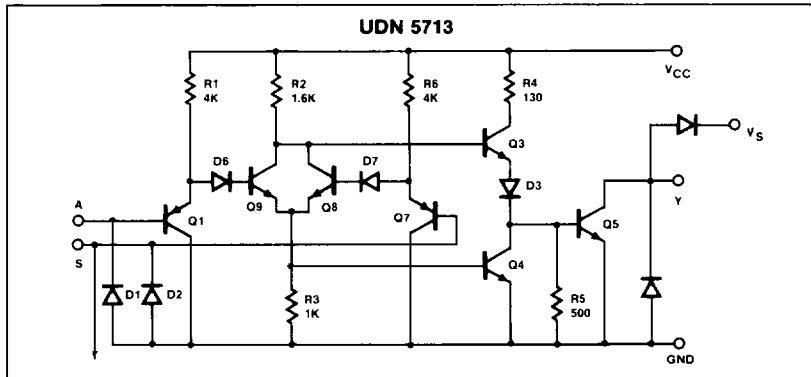 UDN 5713
VCC
R1
4K
R2
1.6K
R6
4K
R4
130
VS
D6
D7
Q3
D3
Y
A
Q1
Q9
Q8
Q7
Q5
S
D1
D2
R3
1K
Q4
R5
500
GND